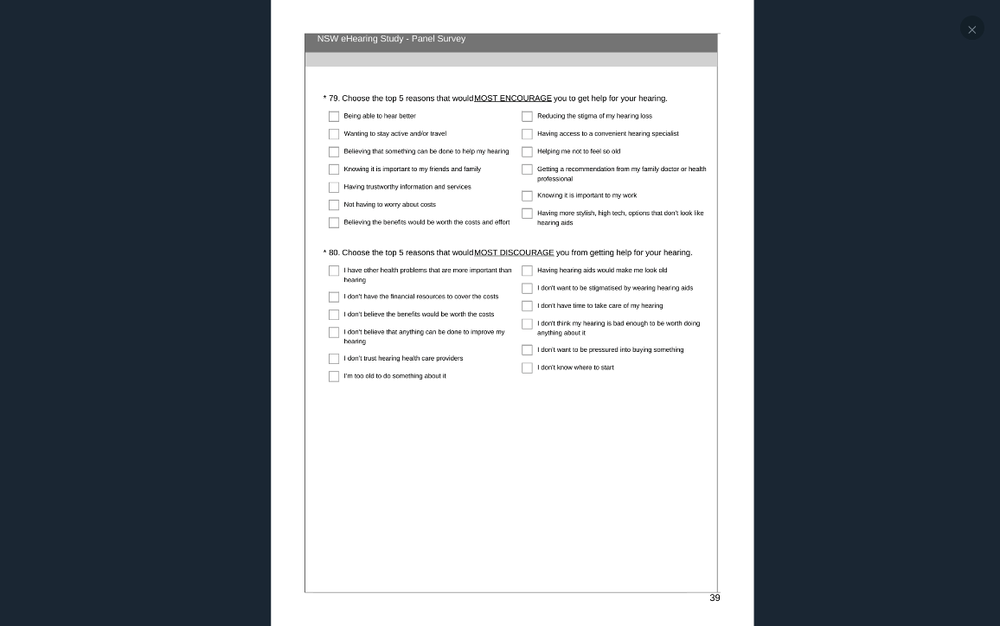 NSW eHearing Study - Panel Survey
* 79. Choose the top 5 reasons that would MOST ENCOURAGE you to get help for your hearing.
Being able to hear better
Wanting to stay active and/or travel
Believing that something can be done to help my hearing
Knowing it is important to my friends and family
Having trustworthy information and services
Not having to worry about costs
Believing the benefits would be worth the costs and effort
Reducing the stigma of my hearing loss
Having access to a convenient hearing specialist
Helping me not to feel so old
Getting a recommendation from my family doctor or health
professional
Knowing it is important to my work
Having more stylish, high tech, options that don't look like
hearing aids
* 80. Choose the top 5 reasons that would MOST DISCOURAGE you from getting help for your hearing.
I have other health problems that are more important than
hearing
I don't have the financial resources to cover the costs
I don't believe the benefits would be worth the costs
I don't believe that anything can be done to improve my
hearing
I don't trust hearing health care providers
I'm too old to do something about it
Having hearing aids would make me look old
I don't want to be stigmatised by wearing hearing aids
I don't have time to take care of my hearing
I don't think my hearing is bad enough to be worth doing
anything about it
I don't want to be pressured into buying something
I don't know where to start
39